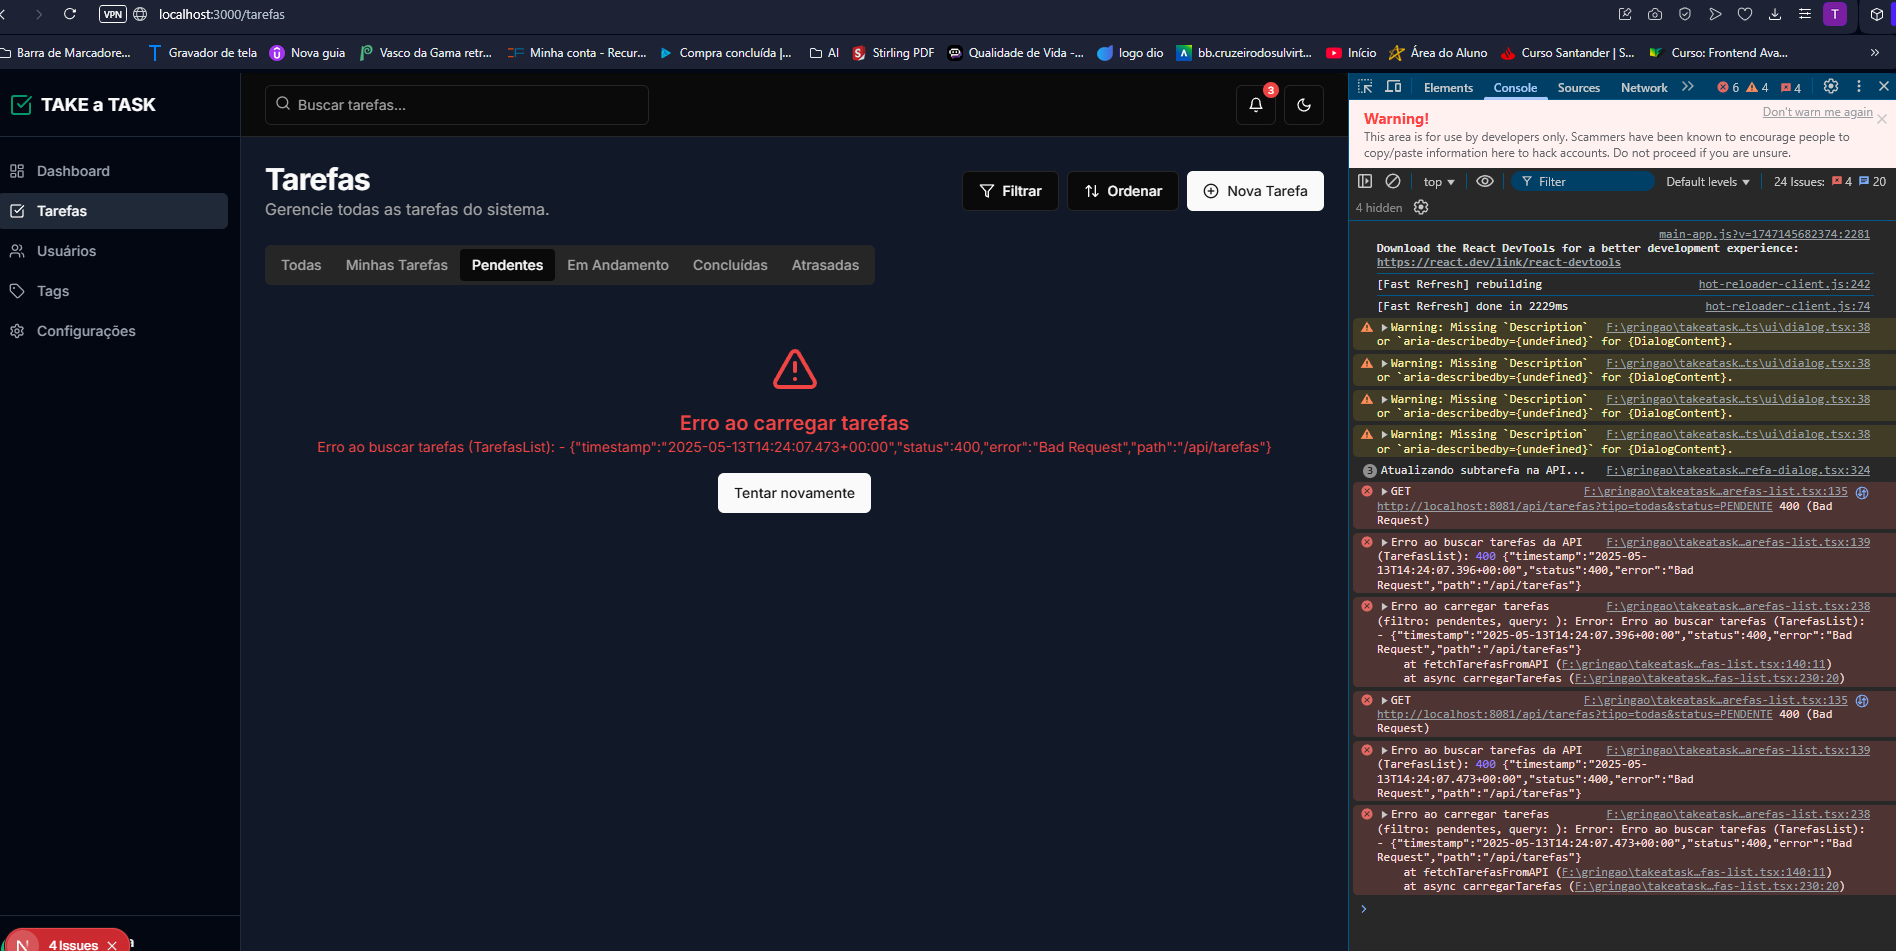 VPN localhost:3000/tarefas T
Barra de Marcadore... Gravador de tela Nova guia Vasco da Gama retr... Minha conta - Recur... Compra concluída |... AI Stirling PDF Qualidade de Vida -... logo dio bb.cruzeirodosulvirt... Início Área do Aluno Curso Santander | S... Curso: Frontend Ava... »
TAKE a TASK
Dashboard
Tarefas
Usuários
Tags
Configurações
N 4 Issues ×
Buscar tarefas...
3
Tarefas
Gerencie todas as tarefas do sistema.
Filtrar Ordenar Nova Tarefa
Todas Minhas Tarefas Pendentes Em Andamento Concluídas Atrasadas
Erro ao carregar tarefas
Erro ao buscar tarefas (TarefasList): - {"timestamp":"2025-05-13T14:24:07.473+00:00","status":400,"error":"Bad Request","path":"/api/tarefas"}
Tentar novamente
Elements Console Sources Network » 6 4 4
Don't warn me again
Warning!
This area is for use by developers only. Scammers have been known to encourage people to
copy/paste information here to hack accounts. Do not proceed if you are unsure.
top Filter Default levels 24 Issues: 4 20
4 hidden
main-app.js?v=1747145682374:2281
Download the React DevTools for a better development experience:
https://react.dev/link/react-devtools
[Fast Refresh] rebuilding hot-reloader-client.js:242
[Fast Refresh] done in 2229ms hot-reloader-client.js:74
Warning: Missing `Description` F:\gringao\takeatask…ts\ui\dialog.tsx:38
or `aria-describedby={undefined}` for {DialogContent}.
Warning: Missing `Description` F:\gringao\takeatask…ts\ui\dialog.tsx:38
or `aria-describedby={undefined}` for {DialogContent}.
Warning: Missing `Description` F:\gringao\takeatask…ts\ui\dialog.tsx:38
or `aria-describedby={undefined}` for {DialogContent}.
Warning: Missing `Description` F:\gringao\takeatask…ts\ui\dialog.tsx:38
or `aria-describedby={undefined}` for {DialogContent}.
3 Atualizando subtarefa na API... F:\gringao\takeatask…refa-dialog.tsx:324
GET F:\gringao\takeatask…arefas-list.tsx:135
http://localhost:8081/api/tarefas?tipo=todas&status=PENDENTE 400 (Bad
Request)
Erro ao buscar tarefas da API F:\gringao\takeatask…arefas-list.tsx:139
(TarefasList): 400 {"timestamp":"2025-05-
13T14:24:07.396+00:00","status":400,"error":"Bad
Request","path":"/api/tarefas"}
Erro ao carregar tarefas F:\gringao\takeatask…arefas-list.tsx:238
(filtro: pendentes, query: ): Error: Erro ao buscar tarefas (TarefasList):
- {"timestamp":"2025-05-13T14:24:07.396+00:00","status":400,"error":"Bad
Request","path":"/api/tarefas"}
at fetchTarefasFromAPI (F:\gringao\takeatask…fas-list.tsx:140:11)
at async carregarTarefas (F:\gringao\takeatask…fas-list.tsx:230:20)
GET F:\gringao\takeatask…arefas-list.tsx:135
http://localhost:8081/api/tarefas?tipo=todas&status=PENDENTE 400 (Bad
Request)
Erro ao buscar tarefas da API F:\gringao\takeatask…arefas-list.tsx:139
(TarefasList): 400 {"timestamp":"2025-05-
13T14:24:07.473+00:00","status":400,"error":"Bad
Request","path":"/api/tarefas"}
Erro ao carregar tarefas F:\gringao\takeatask…arefas-list.tsx:238
(filtro: pendentes, query: ): Error: Erro ao buscar tarefas (TarefasList):
- {"timestamp":"2025-05-13T14:24:07.473+00:00","status":400,"error":"Bad
Request","path":"/api/tarefas"}
at fetchTarefasFromAPI (F:\gringao\takeatask…fas-list.tsx:140:11)
at async carregarTarefas (F:\gringao\takeatask…fas-list.tsx:230:20)